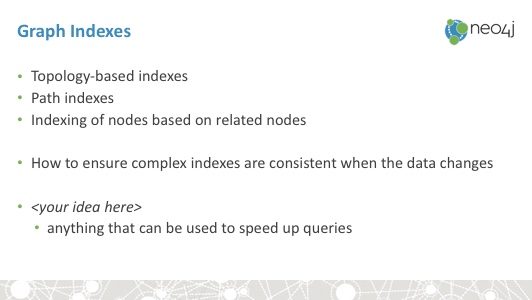 Graph Indexes
neo4j
• Topology-based indexes
• Path indexes
• Indexing of nodes based on related nodes
• How to ensure complex indexes are consistent when the data changes
• <your idea here>
• anything that can be used to speed up queries